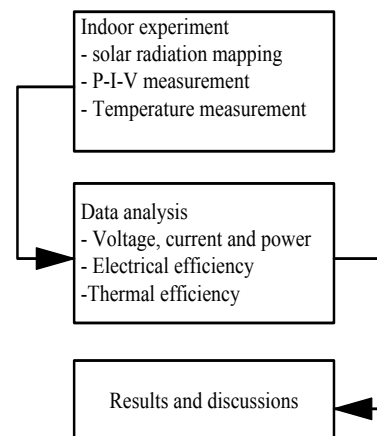 Indoor experiment
- solar radiation mapping
- P-I-V measurement
- Temperature measurement
Data analysis
- Voltage, current and power
- Electrical efficiency
-Thermal efficiency
Results and discussions